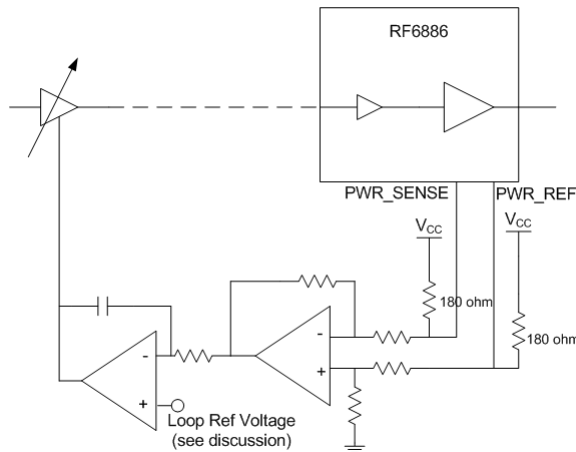 RF6886
PWR_SENSE
PWR_REF
VCC
VCC
180 ohm
180 ohm
-
+
-
+
Loop Ref Voltage
(see discussion)